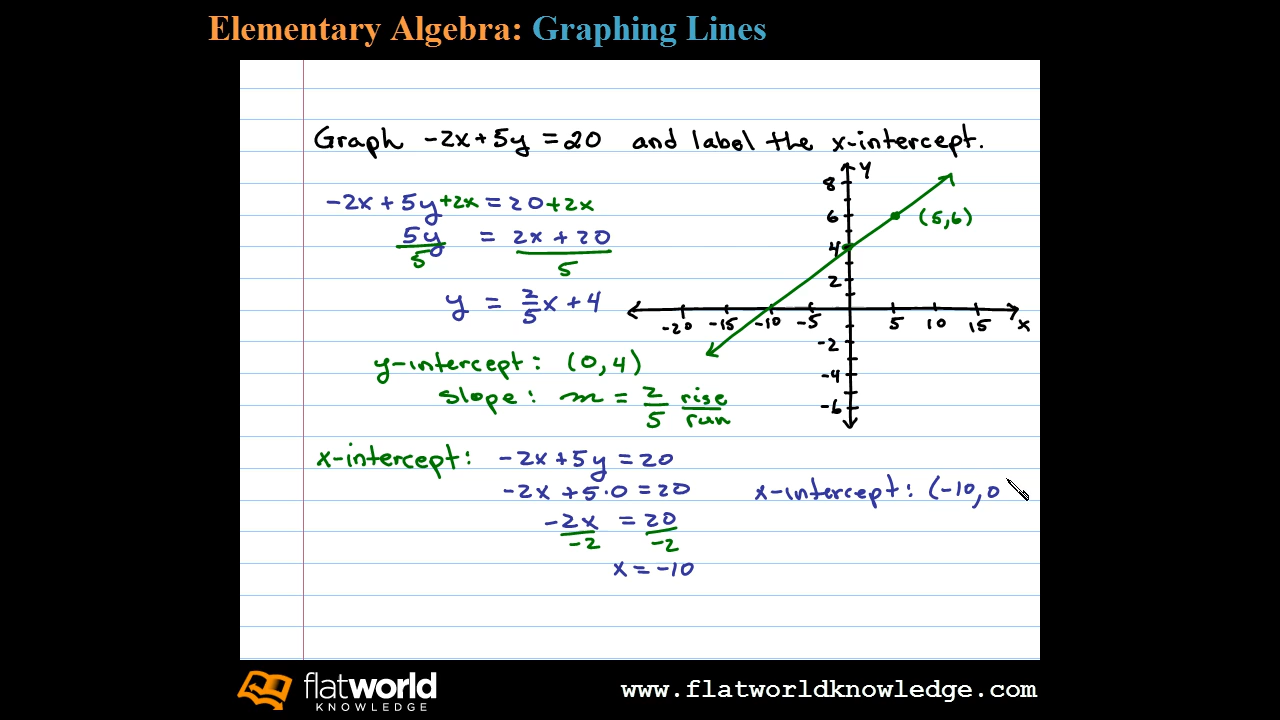 Elementary Algebra: Graphing Lines
Graph -2x+5y=20 and label the x-intercept.
-2x+5y+2x=20+2x
5y/5 = 2x+20/5
y = 2/5x+4
y-intercept: (0,4)
slope: m = 2/5 rise/run
y
8
6
4
2
(5,6)
-20 -15 -10 -5 5 10 15 x
-2
-4
-6
x-intercept: -2x+5y=20
-2x+5·0=20
-2x/-2 = 20/-2
x=-10
x-intercept: (-10,0
flatworld
KNOWLEDGE
www.flatworldknowledge.com